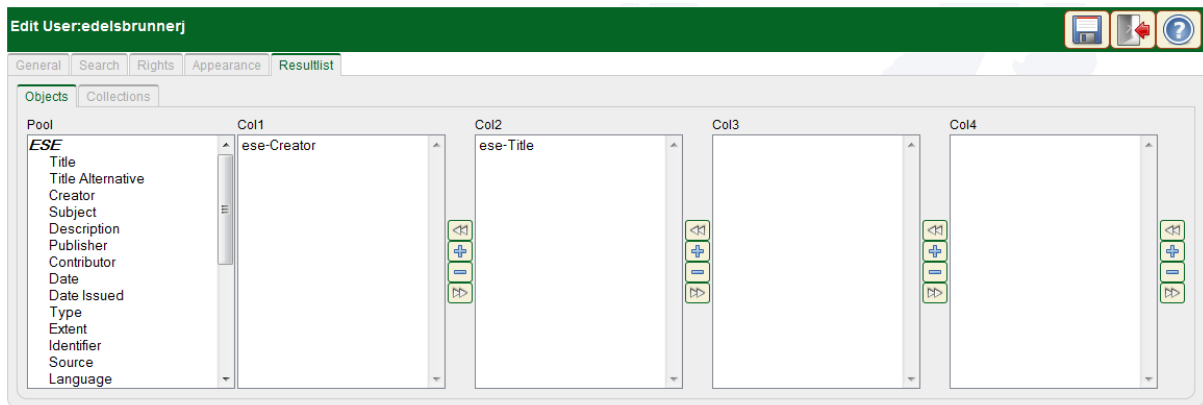 Edit User:edelsbrunnerj
General Search Rights Appearance Resultlist
Objects Collections
Pool Col1 Col2 Col3 Col4
ESE ese-Creator ese-Title
Title
Title Alternative
Creator
Subject
Description
Publisher
Contributor
Date
Date Issued
Type
Extent
Identifier
Source
Language